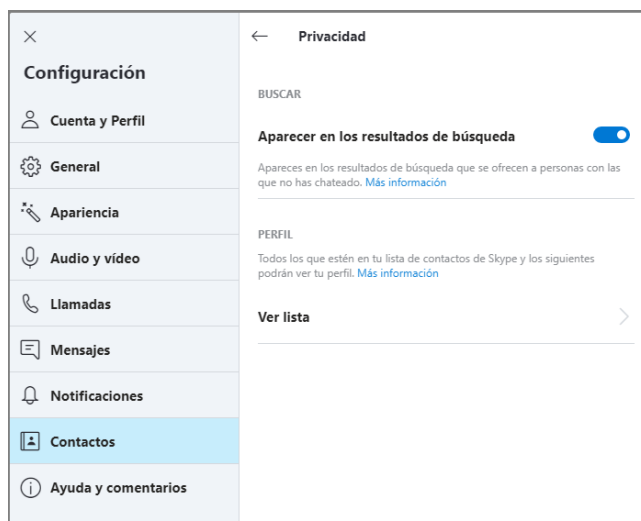 Configuración
Cuenta y Perfil
General
Apariencia
Audio y vídeo
Llamadas
Mensajes
Notificaciones
Contactos
Ayuda y comentarios
Privacidad
BUSCAR
Aparecer en los resultados de búsqueda
Apareces en los resultados de búsqueda que se ofrecen a personas con las
que no has chateado. Más información
PERFIL
Todos los que estén en tu lista de contactos de Skype y los siguientes
podrán ver tu perfil. Más información
Ver lista